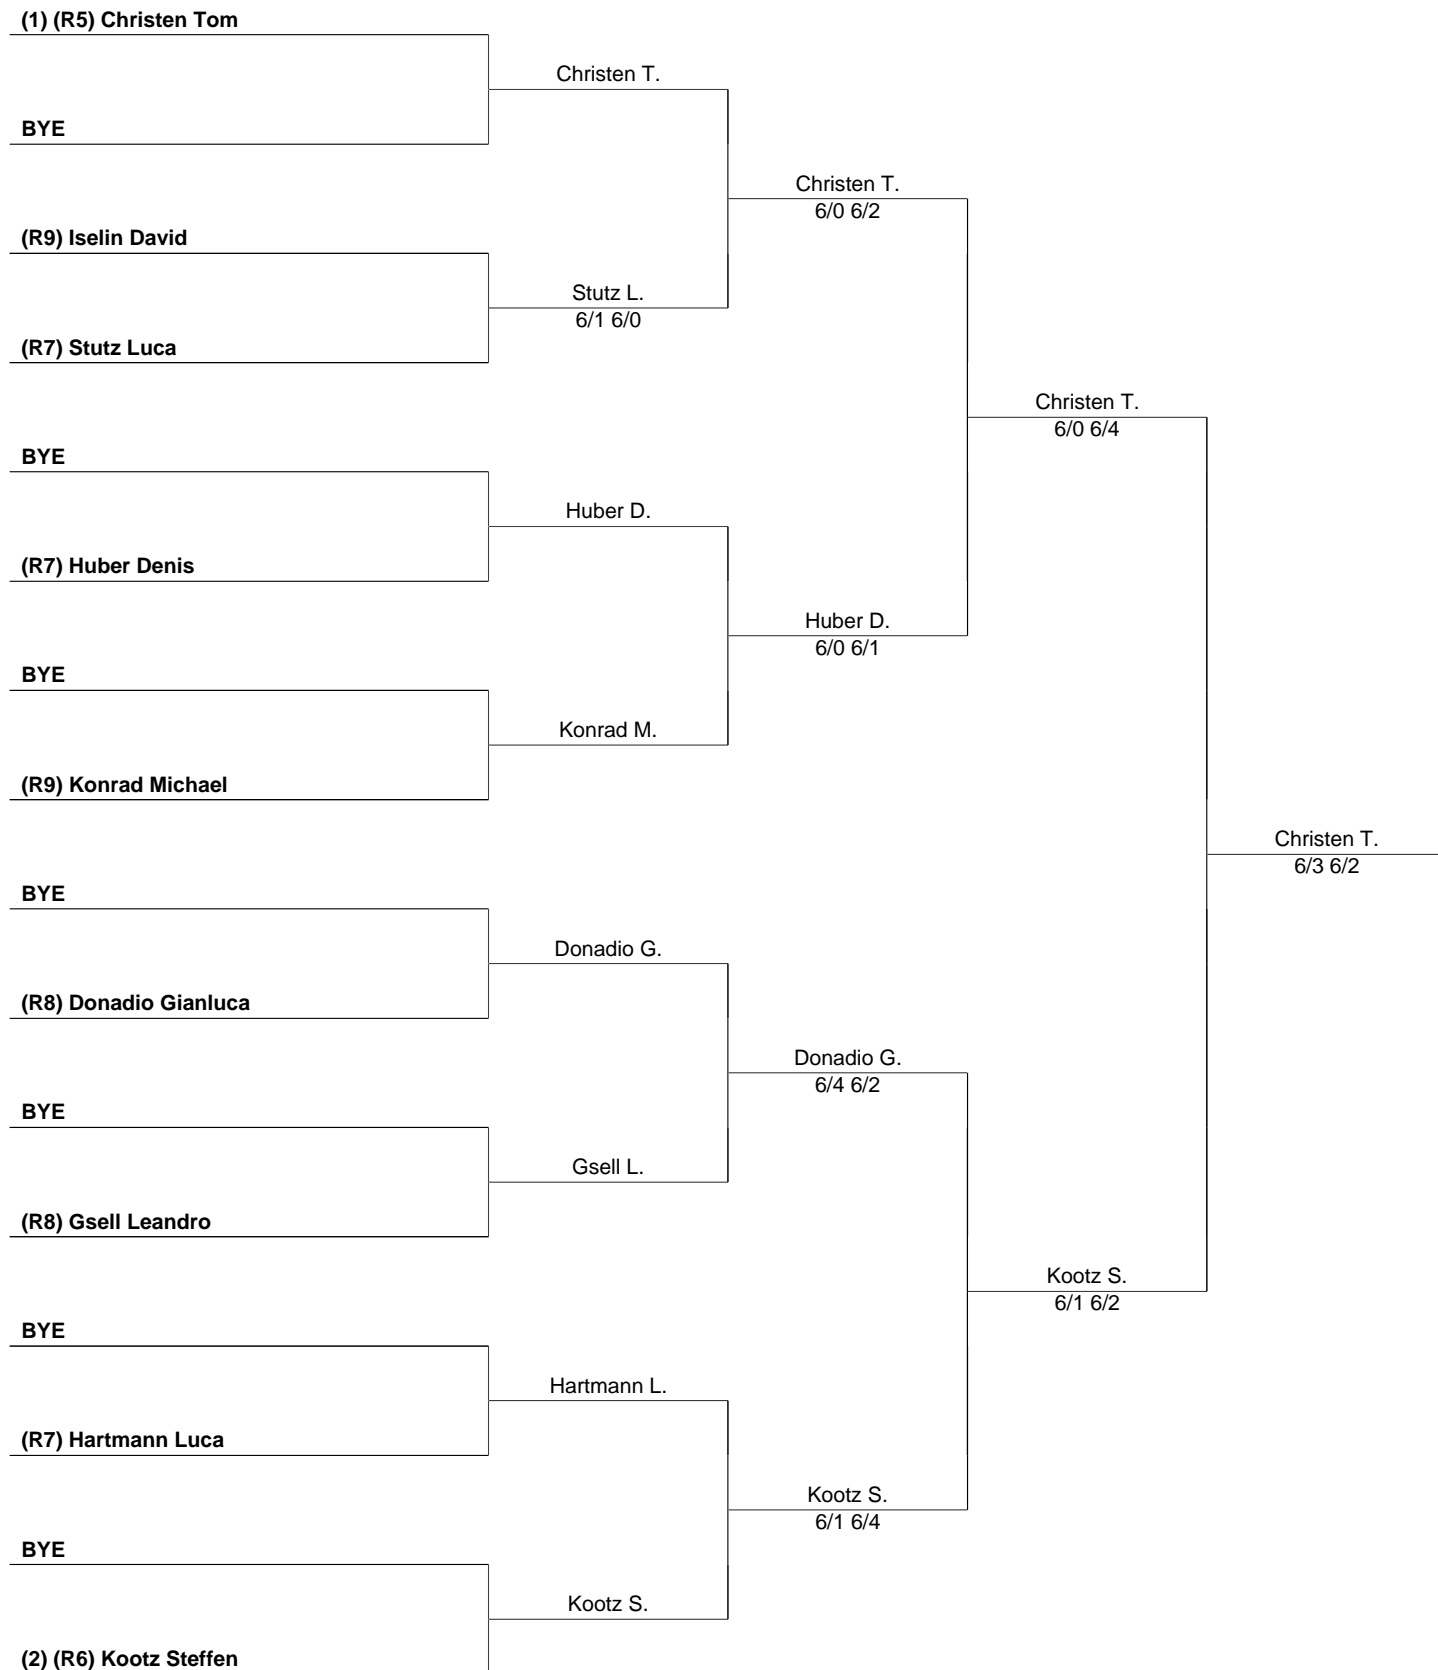 (1) (R5) Christen Tom
Christen T.
BYE
Christen T.
6/0 6/2
(R9) Iselin David
Stutz L.
6/1 6/0
(R7) Stutz Luca
Christen T.
6/0 6/4
BYE
Huber D.
(R7) Huber Denis
Huber D.
6/0 6/1
BYE
Konrad M.
(R9) Konrad Michael
Christen T.
6/3 6/2
BYE
Donadio G.
(R8) Donadio Gianluca
Donadio G.
6/4 6/2
BYE
Gsell L.
(R8) Gsell Leandro
Kootz S.
6/1 6/2
BYE
Hartmann L.
(R7) Hartmann Luca
Kootz S.
6/1 6/4
BYE
Kootz S.
(2) (R6) Kootz Steffen